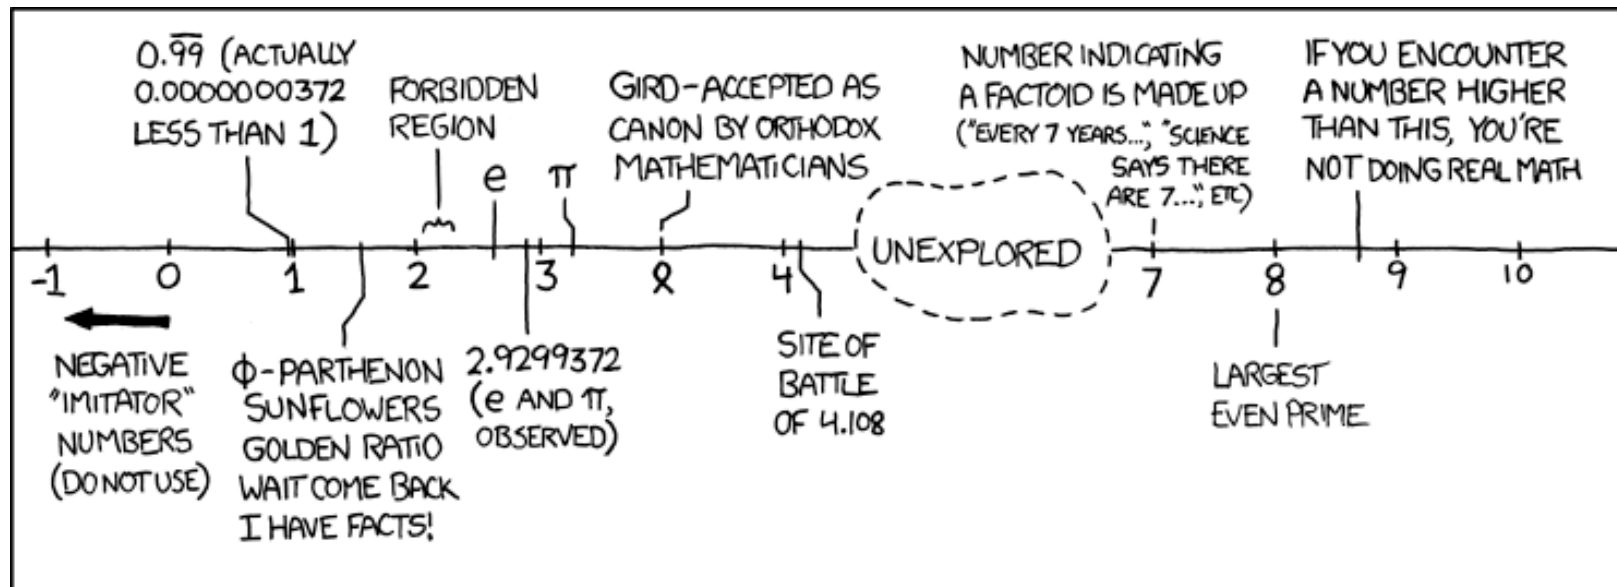 0.99 (ACTUALLY
0.0000000372
LESS THAN 1)
FORBIDDEN
REGION
e
π
GIRD-ACCEPTED AS
CANON BY ORTHODOX
MATHEMATICIANS
NUMBER INDICATING
A FACTOID IS MADE UP
("EVERY 7 YEARS...", "SCIENCE
SAYS THERE
ARE 7...", ETC)
IF YOU ENCOUNTER
A NUMBER HIGHER
THAN THIS, YOU'RE
NOT DOING REAL MATH
UNEXPLORED
-1 0 1 2 3 4 7 8 9 10
NEGATIVE
"IMITATOR"
NUMBERS
(DO NOT USE)
ϕ-PARTHENON
SUNFLOWERS
GOLDEN RATIO
WAIT COME BACK
I HAVE FACTS!
2.9299372
(e AND π,
OBSERVED)
SITE OF
BATTLE
OF 4.108
LARGEST
EVEN PRIME